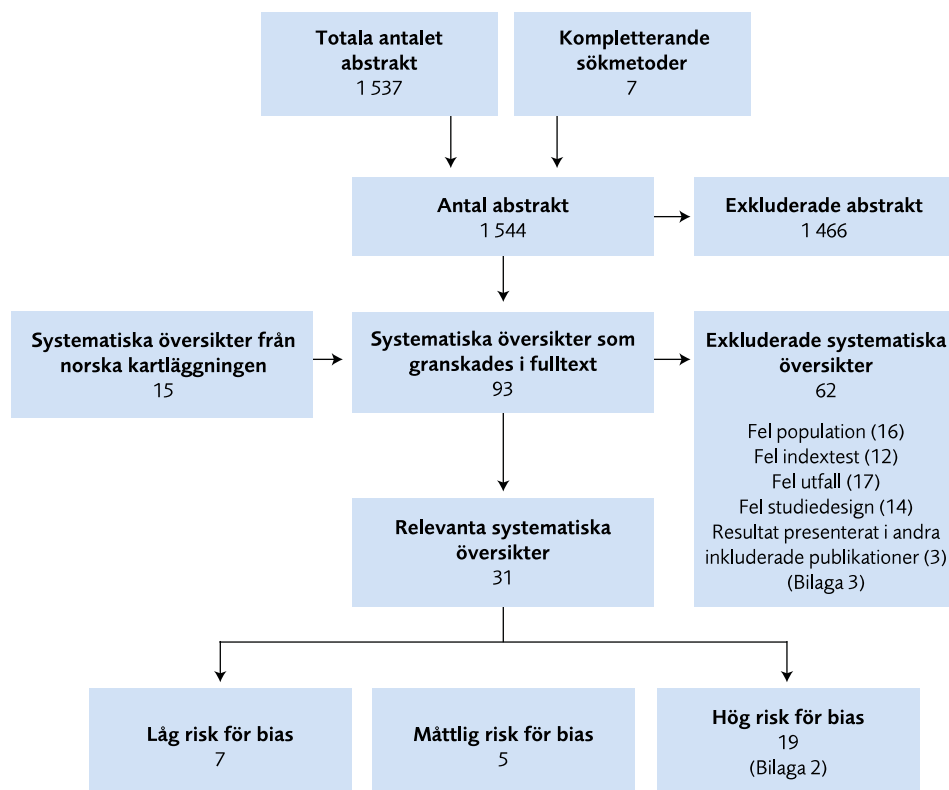 Totala antalet
abstrakt
1 537
Kompletterande
sökmetoder
7
Antal abstrakt
1 544
Exkluderade abstrakt
1 466
Systematiska översikter från
norska kartläggningen
15
Systematiska översikter som
granskades i fulltext
93
Exkluderade systematiska
översikter
62
Fel population (16)
Fel indextest (12)
Fel utfall (17)
Fel studiedesign (14)
Resultat presenterat i andra
inkluderade publikationer (3)
(Bilaga 3)
Relevanta systematiska
översikter
31
Låg risk för bias
7
Måttlig risk för bias
5
Hög risk för bias
19
(Bilaga 2)